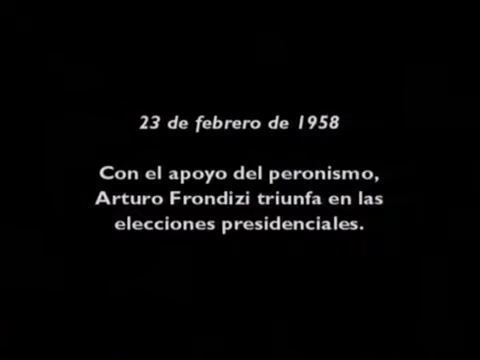 23 de febrero de 1958
Con el apoyo del peronismo,
Arturo Frondizi triunfa en las
elecciones presidenciales.